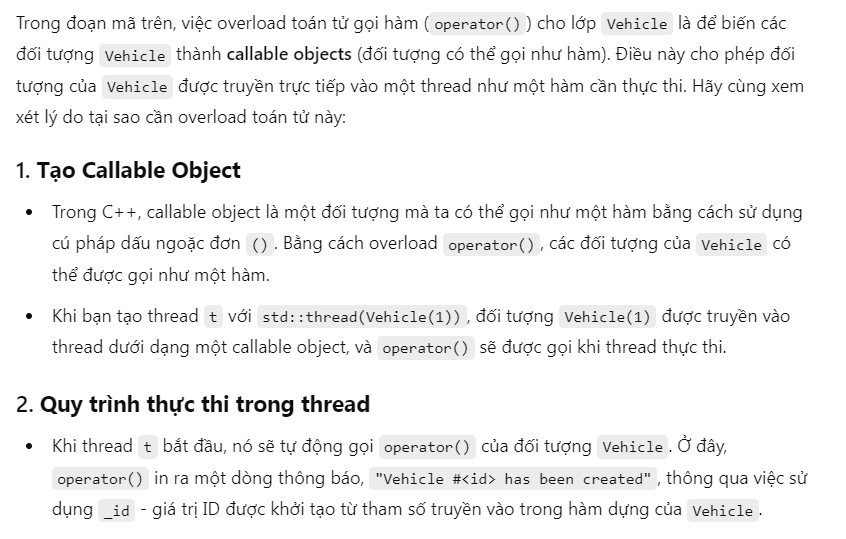 Trong đoạn mã trên, việc overload toán tử gọi hàm ( operator() ) cho lớp Vehicle là để biến các
đối tượng Vehicle thành callable objects (đối tượng có thể gọi như hàm). Điều này cho phép đối
tượng của Vehicle được truyền trực tiếp vào một thread như một hàm cần thực thi. Hãy cùng xem
xét lý do tại sao cần overload toán tử này:
1. Tạo Callable Object
• Trong C++, callable object là một đối tượng mà ta có thể gọi như một hàm bằng cách sử dụng
cú pháp dấu ngoặc đơn () . Bằng cách overload operator() , các đối tượng của Vehicle có
thể được gọi như một hàm.
• Khi bạn tạo thread t với std::thread(Vehicle(1)) , đối tượng Vehicle(1) được truyền vào
thread dưới dạng một callable object, và operator() sẽ được gọi khi thread thực thi.
2. Quy trình thực thi trong thread
• Khi thread t bắt đầu, nó sẽ tự động gọi operator() của đối tượng Vehicle . Ở đây,
operator() in ra một dòng thông báo, "Vehicle #<id> has been created" , thông qua việc sử
dụng _id - giá trị ID được khởi tạo từ tham số truyền vào trong hàm dựng của Vehicle .